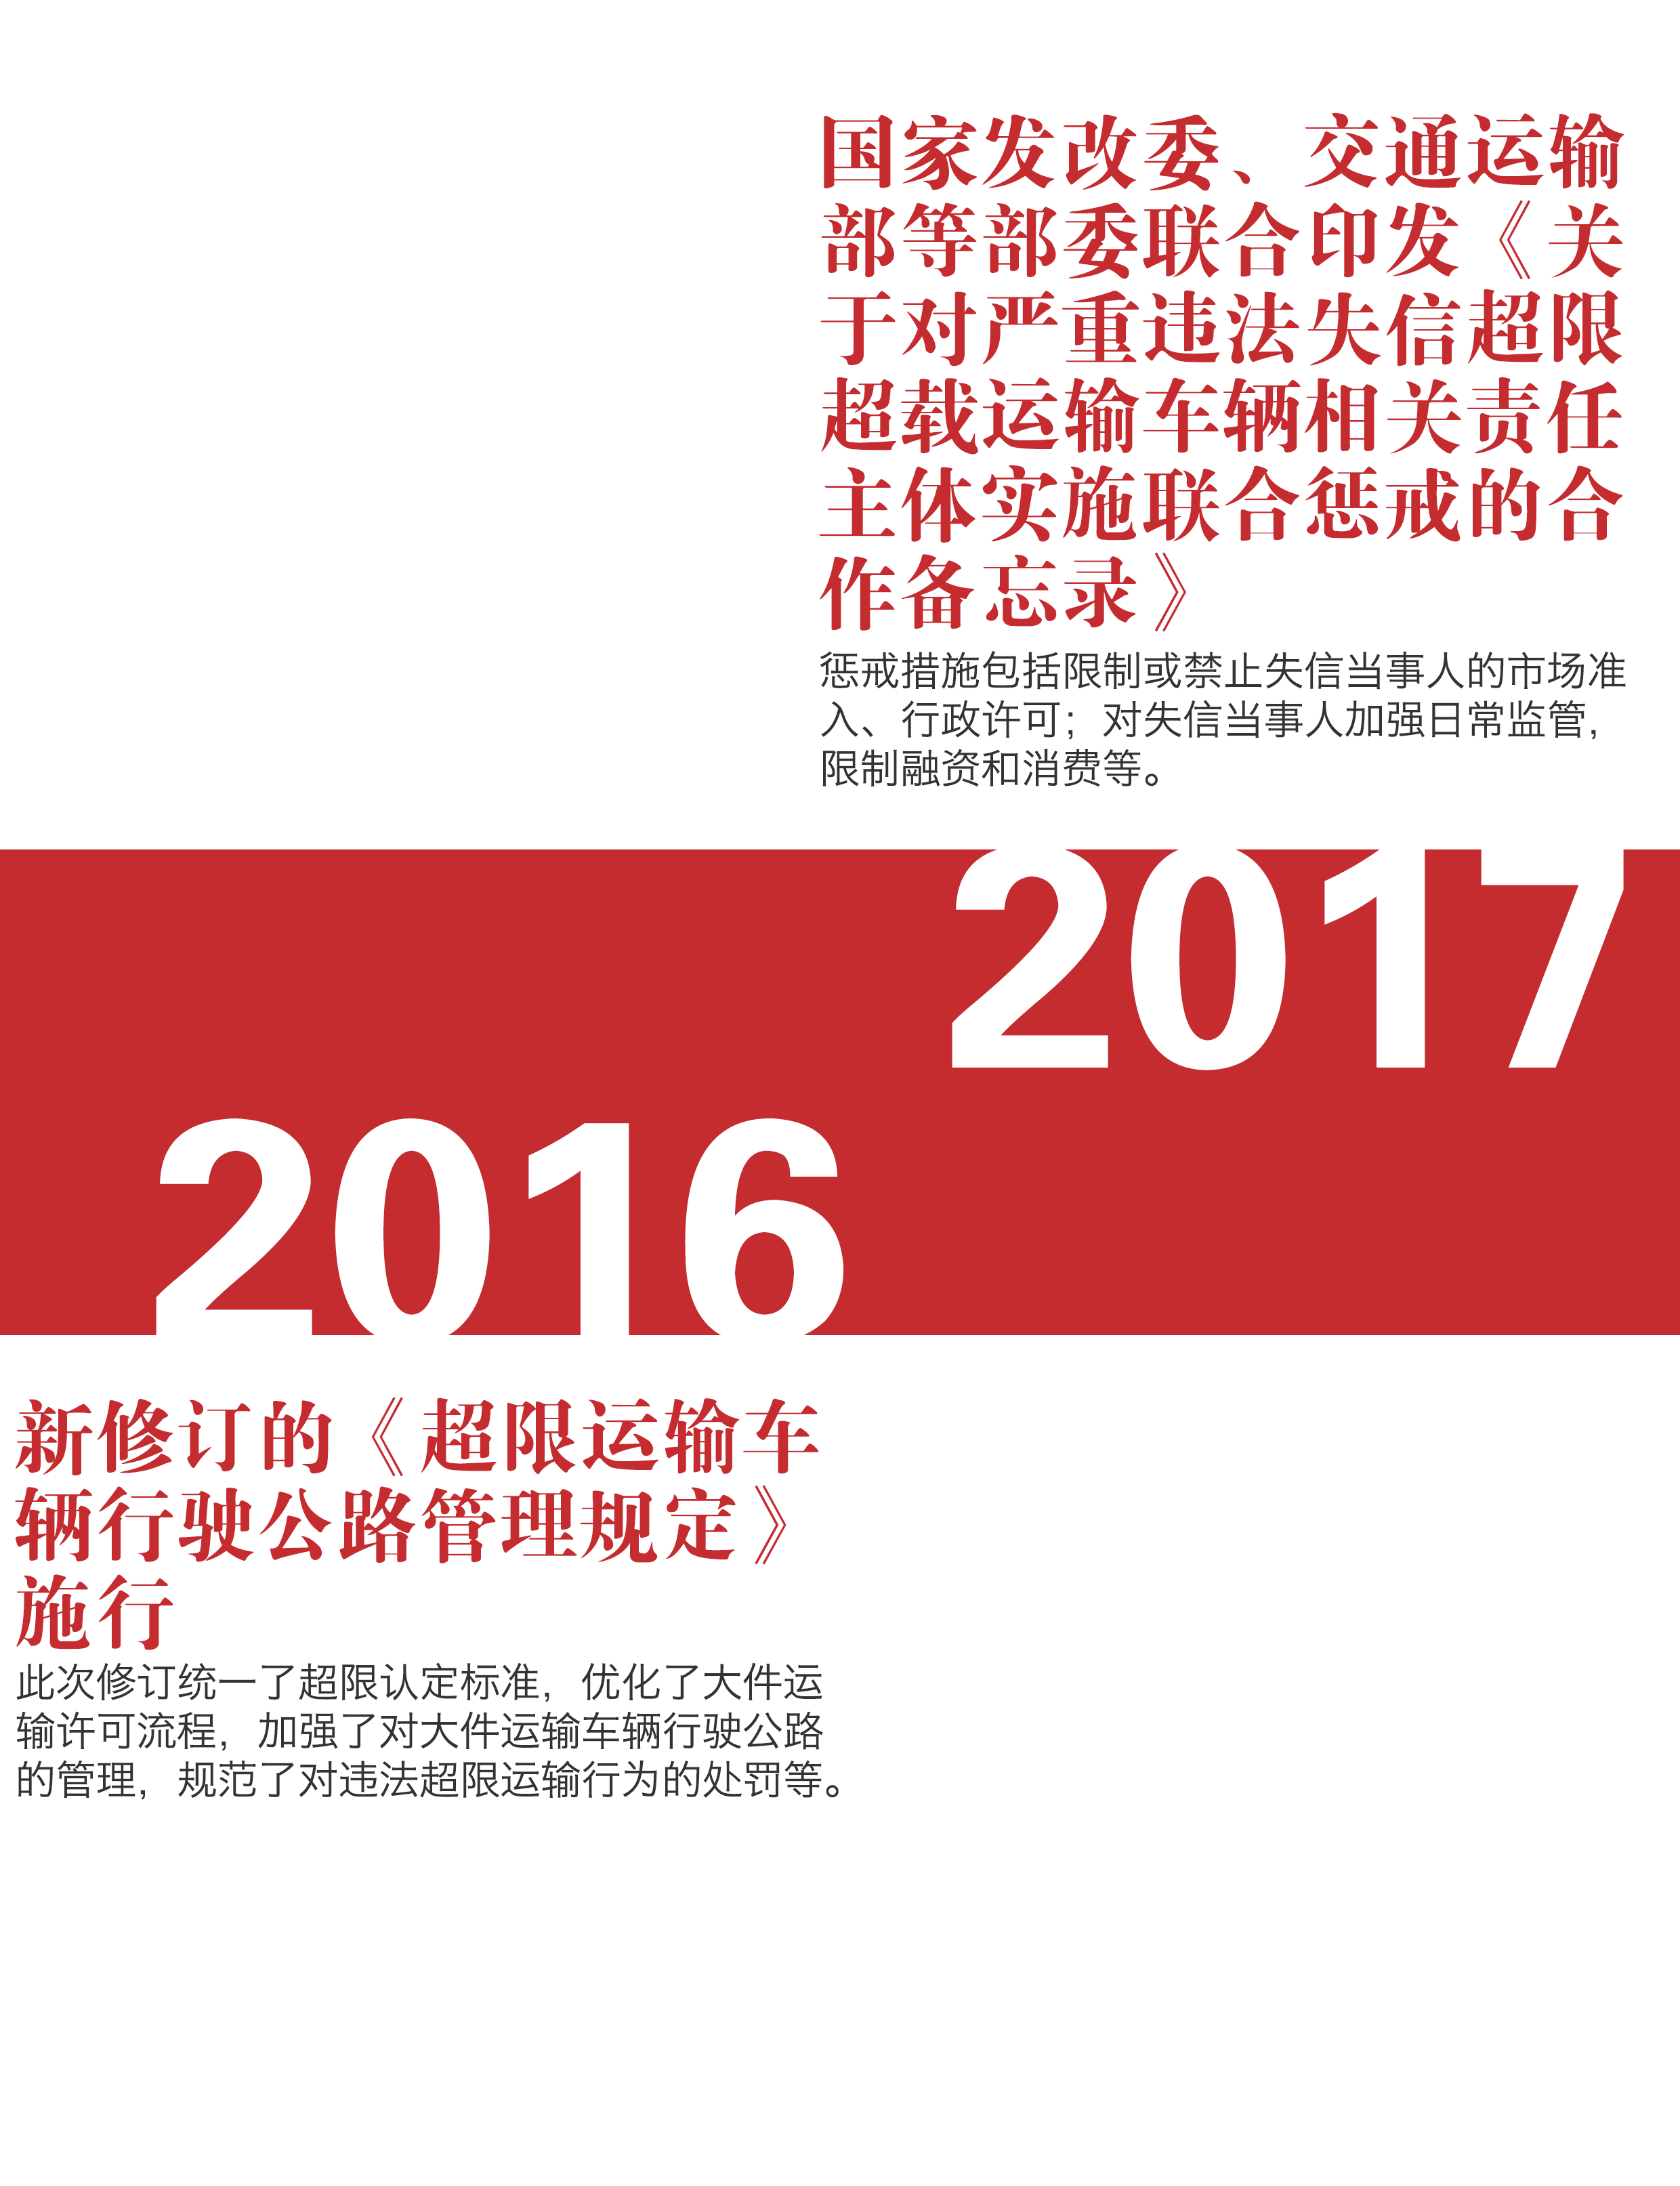 国家发改委、交通运输
部等部委联合印发《关
于对严重违法失信超限
超载运输车辆相关责任
主体实施联合惩戒的合
作备忘录》
惩戒措施包括限制或禁止失信当事人的市场准
入、行政许可；对失信当事人加强日常监管，
限制融资和消费等。
2017
2016
新修订的《超限运输车
辆行驶公路管理规定》
施行
此次修订统一了超限认定标准，优化了大件运
输许可流程，加强了对大件运输车辆行驶公路
的管理，规范了对违法超限运输行为的处罚等。